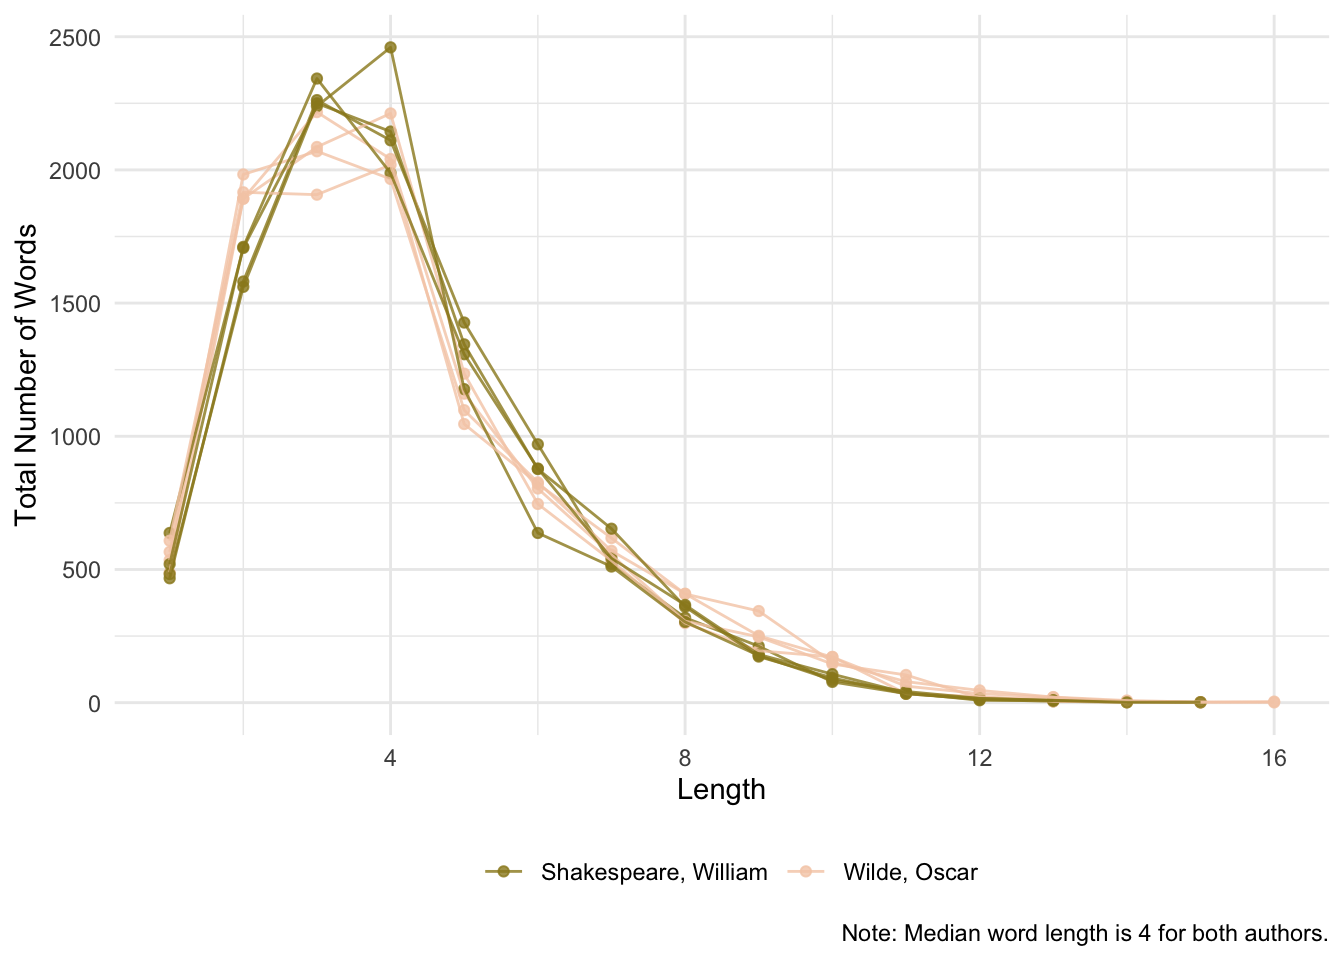 2500
2000
1500
1000
500
0
Total Number of Words
4 8 12 16
Length
Shakespeare, William Wilde, Oscar
Note: Median word length is 4 for both authors.